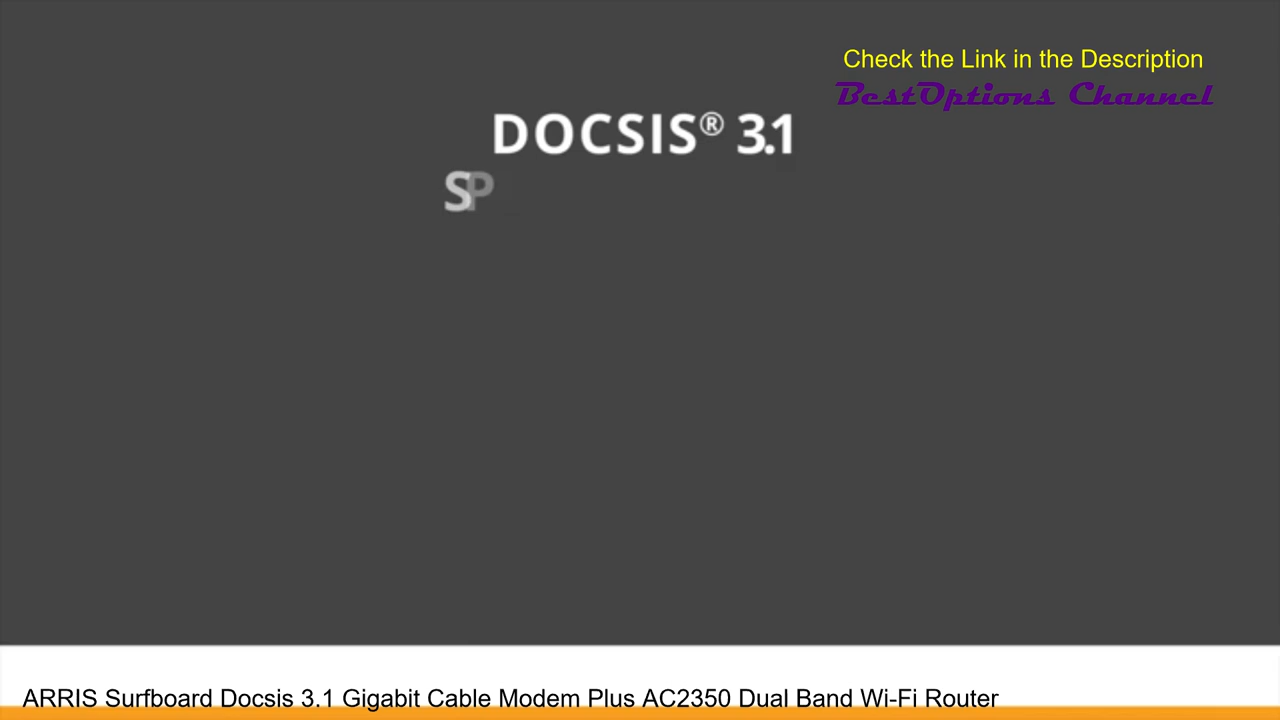 Check the Link in the Description
BestOptions Channel
DOCSIS® 3.1
SP
ARRIS Surfboard Docsis 3.1 Gigabit Cable Modem Plus AC2350 Dual Band Wi-Fi Router